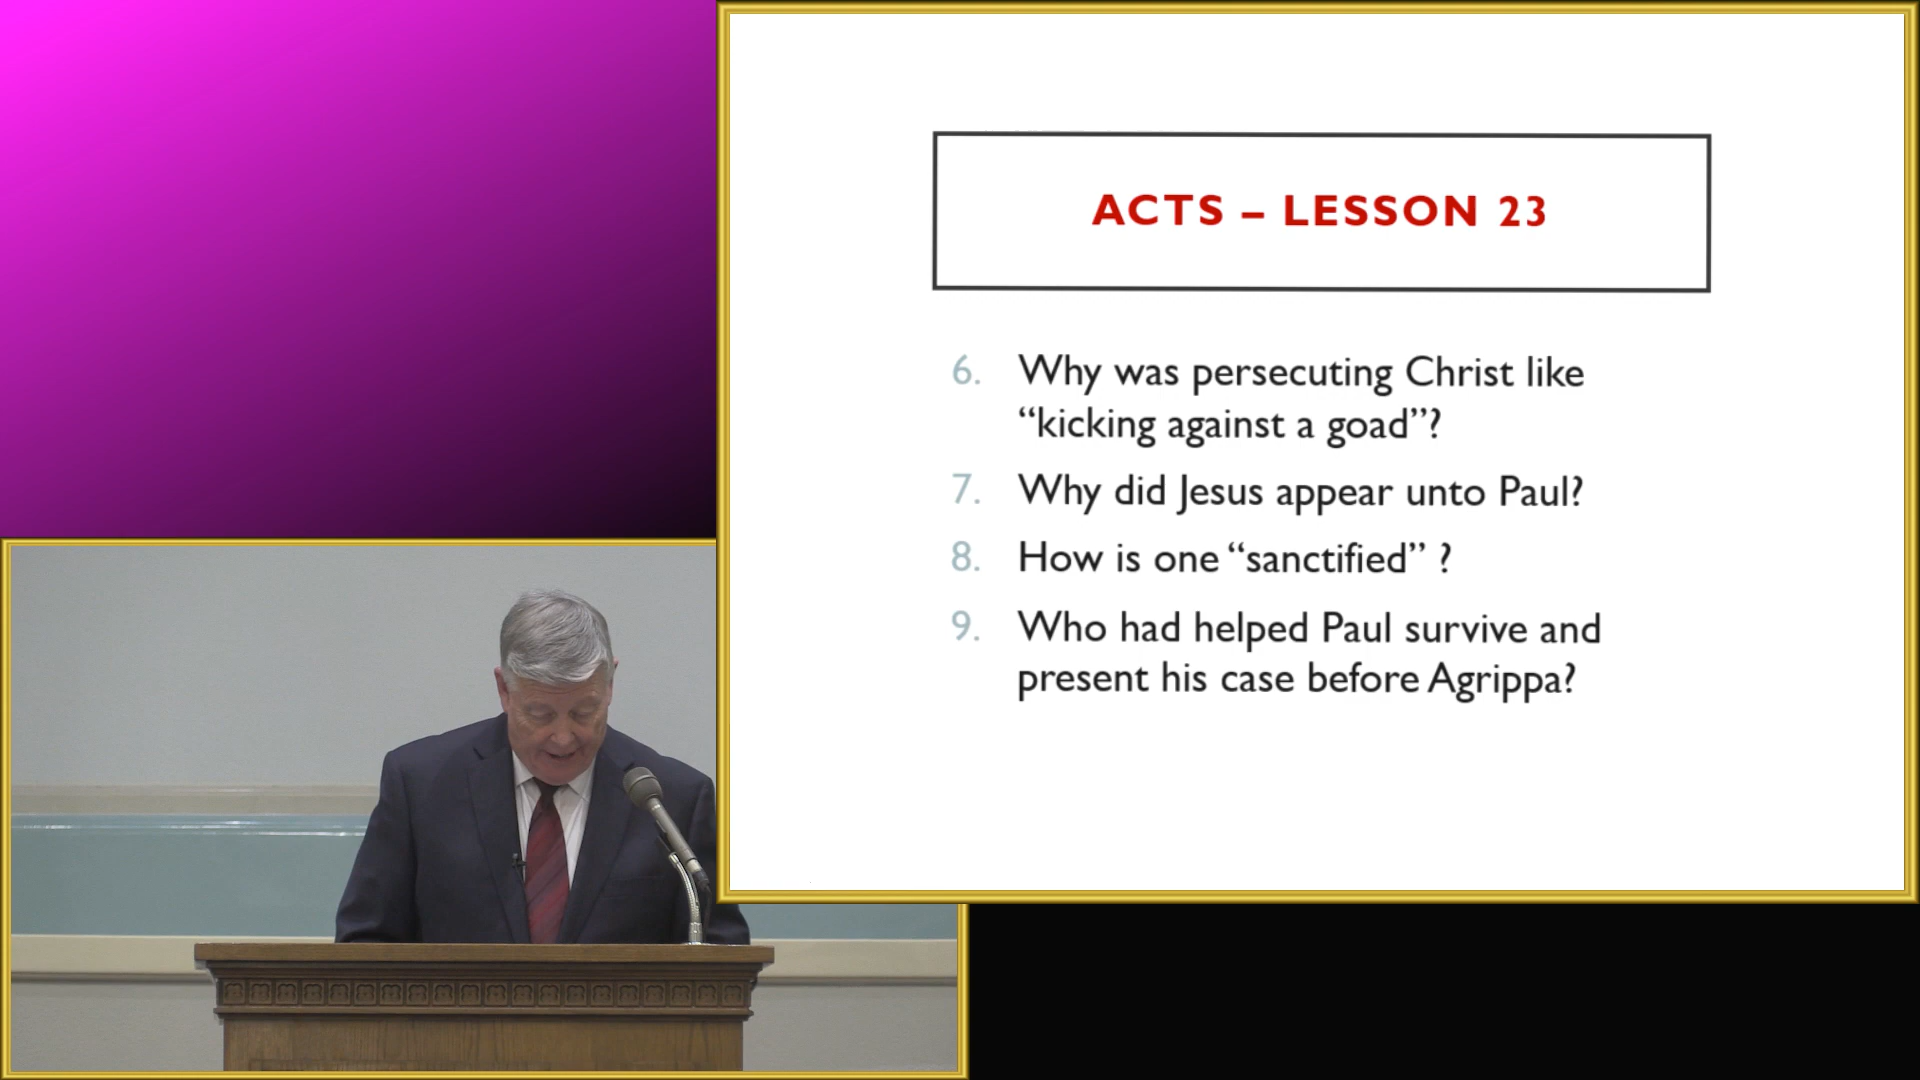 ACTS – LESSON 23
6. Why was persecuting Christ like
“kicking against a goad”?
7. Why did Jesus appear unto Paul?
8. How is one “sanctified” ?
9. Who had helped Paul survive and
present his case before Agrippa?